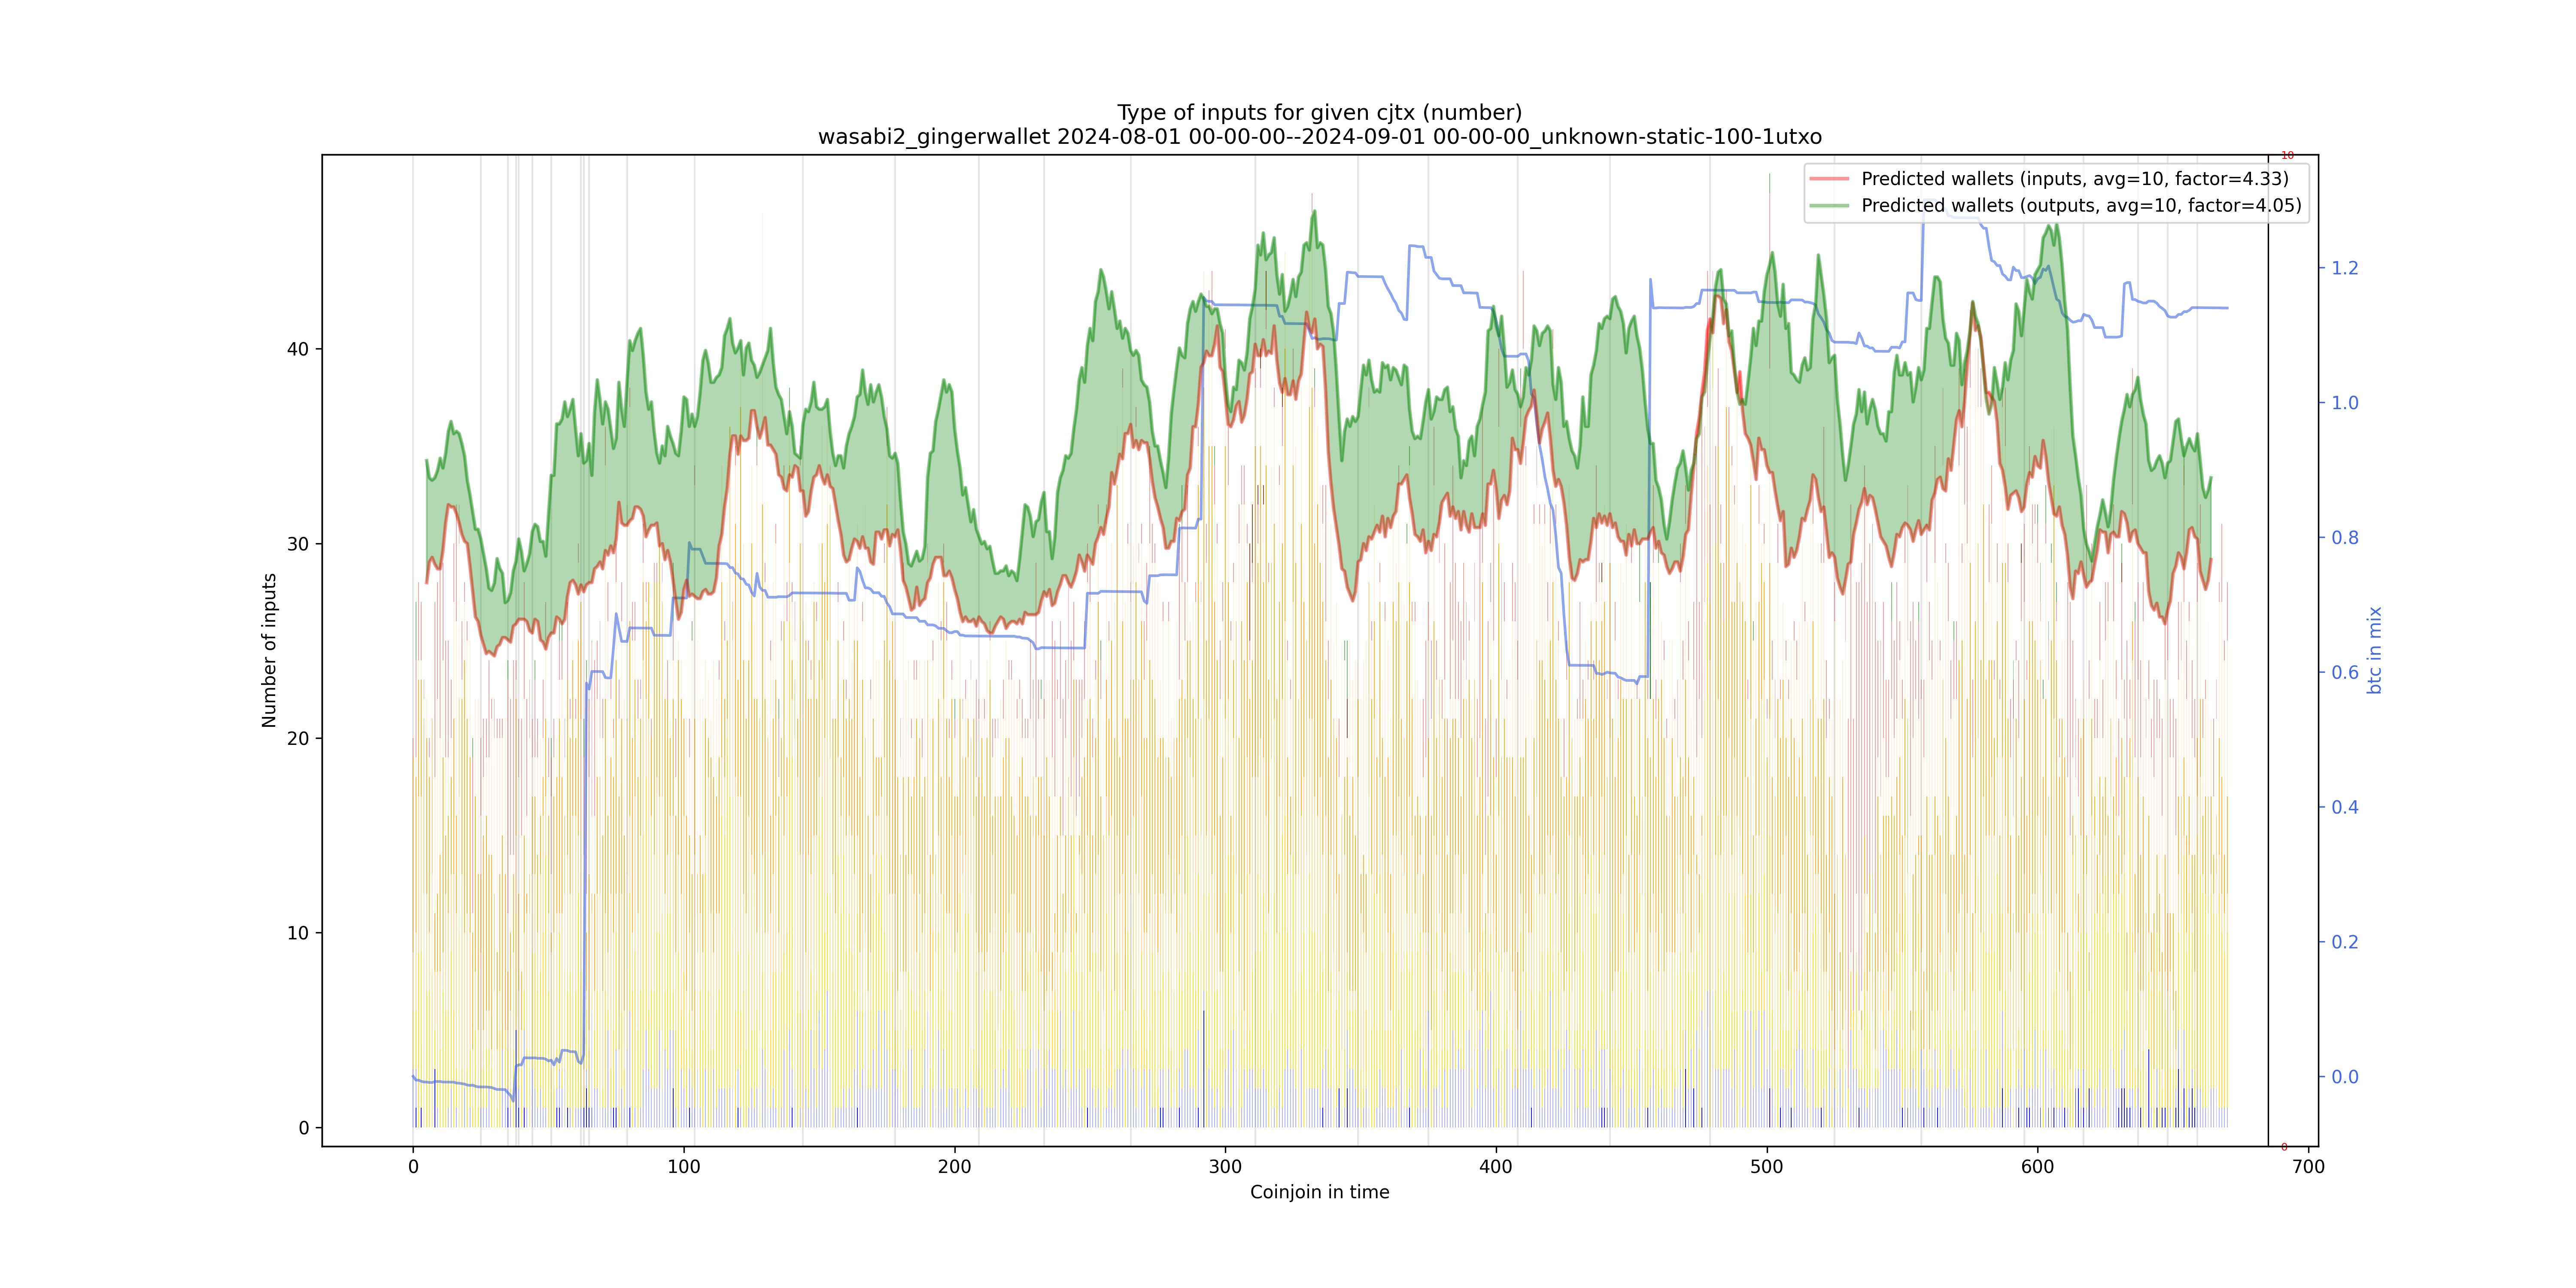 Type of inputs for given cjtx (number)
wasabi2_gingerwallet 2024-08-01 00-00-00--2024-09-01 00-00-00_unknown-static-100-1utxo
10
Predicted wallets (inputs, avg=10, factor=4.33)
Predicted wallets (outputs, avg=10, factor=4.05)
Number of inputs
40
30
20
10
0
1.2
1.0
0.8
0.6
0.4
0.2
0.0
btc in mix
0
0 100 200 300 400 500 600 700
Coinjoin in time